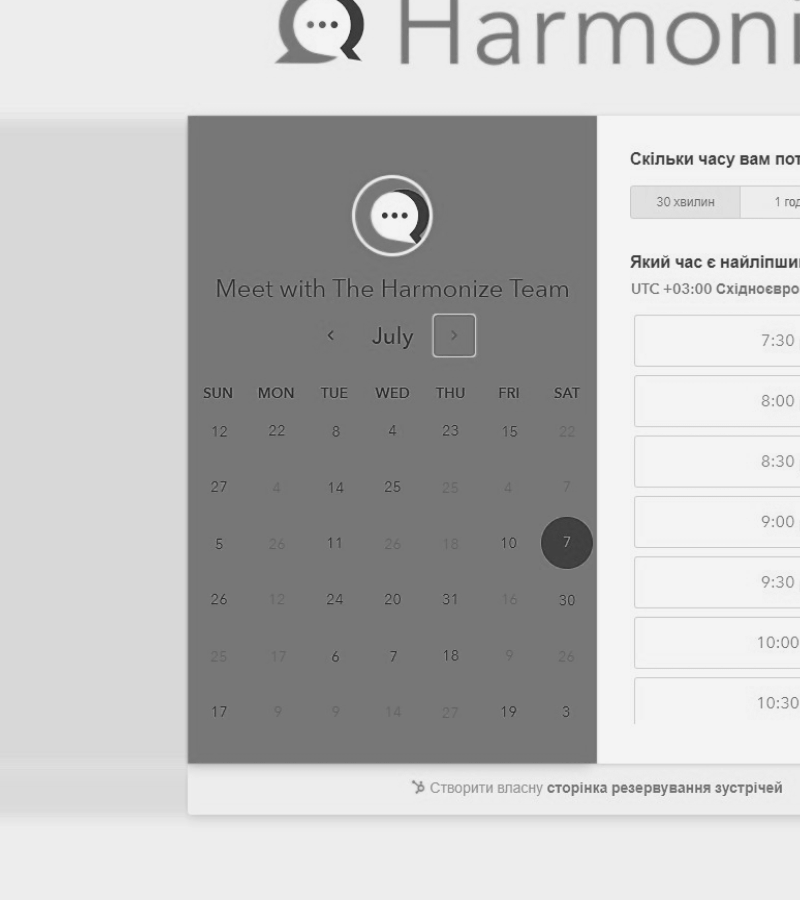 Harmoni
Meet with The Harmonize Team
July
SUN MON TUE WED THU FRI SAT
12 22 8 4 23 15 22
27 4 14 25 25 4 7
5 26 11 26 18 10 7
26 12 24 20 31 16 30
25 17 6 7 18 9 26
17 9 9 14 27 19 3
Скільки часу вам пот
30 хвилин 1 год
Який час є найліпши
UTC +03:00 Східноєвро
7:30
8:00
8:30
9:00
9:30
10:00
10:30
Створити власну сторінка резервування зустрічей